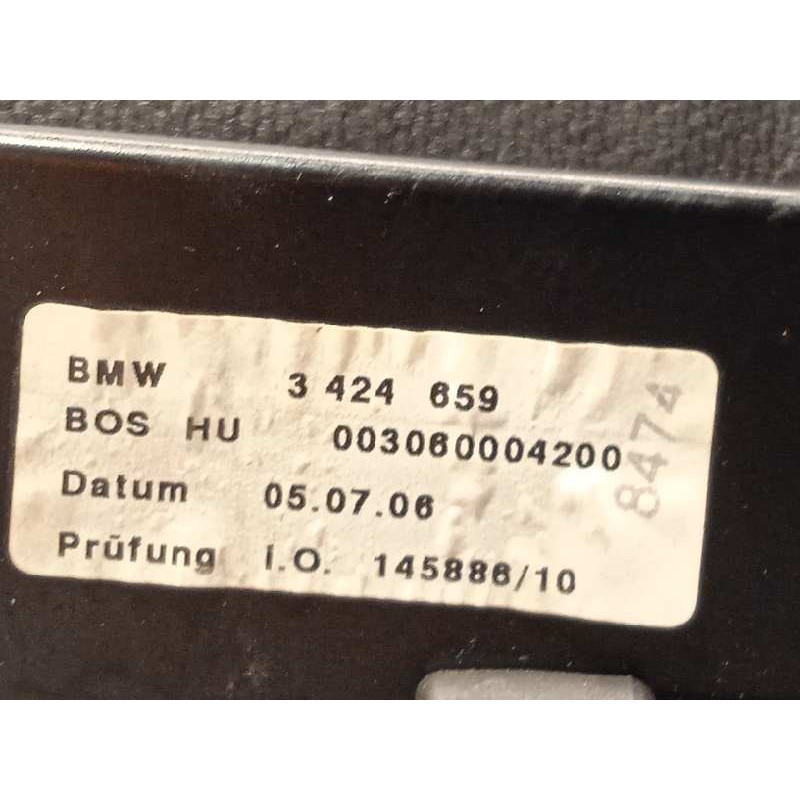 BMW 3 424 659
BOS HU 003060004200
Datum 05.07.06
Prüfung i.O. 145886/10
8474